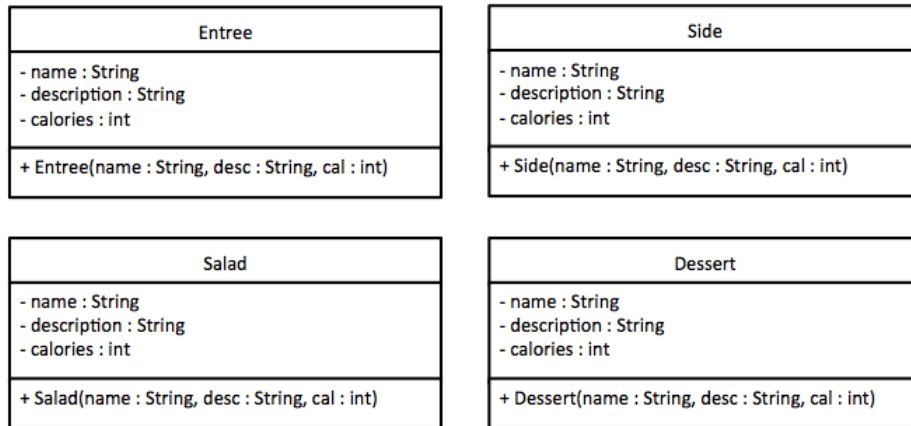 Entree
- name : String
- description : String
- calories : int
+ Entree(name : String, desc : String, cal : int)
Side
- name : String
- description : String
- calories : int
+ Side(name : String, desc : String, cal : int)
Salad
- name : String
- description : String
- calories : int
+ Salad(name : String, desc : String, cal : int)
Dessert
- name : String
- description : String
- calories : int
+ Dessert(name : String, desc : String, cal : int)